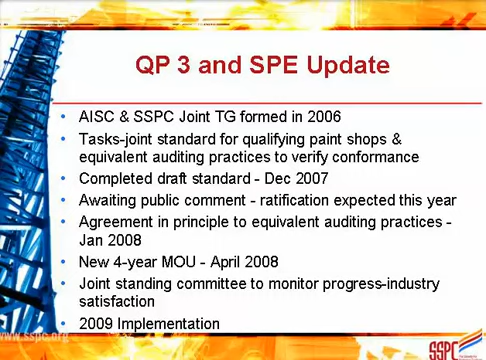 QP 3 and SPE Update
• AISC & SSPC Joint TG formed in 2006
• Tasks-joint standard for qualifying paint shops &
equivalent auditing practices to verify conformance
• Completed draft standard - Dec 2007
• Awaiting public comment - ratification expected this year
• Agreement in principle to equivalent auditing practices -
Jan 2008
• New 4-year MOU - April 2008
• Joint standing committee to monitor progress-industry
satisfaction
• 2009 Implementation
www.sspc.org
SSPC